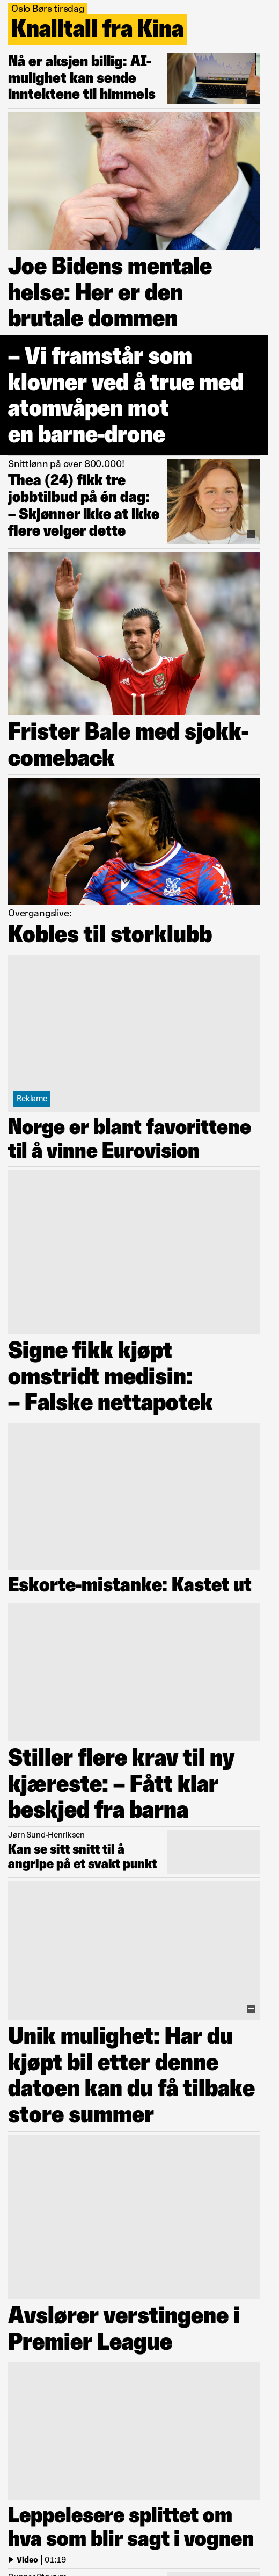 Oslo Børs tirsdag
Knalltall fra Kina
Nå er aksjen billig: AI-
mulighet kan sende
inntektene til himmels
Joe Bidens mentale
helse: Her er den
brutale dommen
– Vi framstår som
klovner ved å true med
atomvåpen mot
en barne-drone
Snittlønn på over 800.000!
Thea (24) fikk tre
jobbtilbud på én dag:
– Skjønner ikke at ikke
flere velger dette
Frister Bale med sjokk-
comeback
Overgangslive:
Kobles til storklubb
Reklame
Norge er blant favorittene
til å vinne Eurovision
Signe fikk kjøpt
omstridt medisin:
– Falske nettapotek
Eskorte-mistanke: Kastet ut
Stiller flere krav til ny
kjæreste: – Fått klar
beskjed fra barna
Jørn Sund-Henriksen
Kan se sitt snitt til å
angripe på et svakt punkt
Unik mulighet: Har du
kjøpt bil etter denne
datoen kan du få tilbake
store summer
Avslører verstingene i
Premier League
Leppelesere splittet om
hva som blir sagt i vognen
Video | 01:19